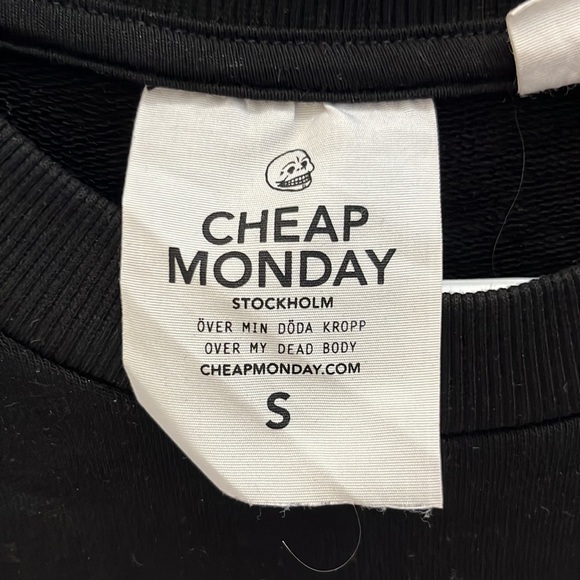 CHEAP
MONDAY
STOCKHOLM
ÖVER MIN DÖDA KROPP
OVER MY DEAD BODY
CHEAPMONDAY.COM
S